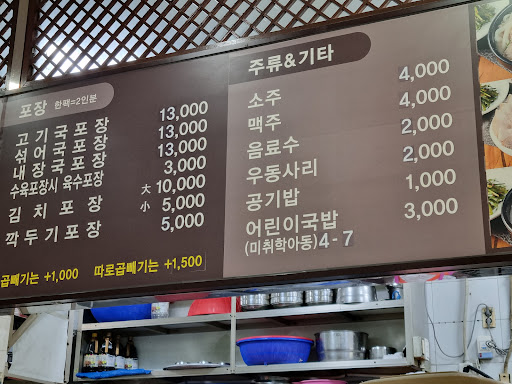 포장 한팩=2인분
고기국포장 13,000
섞어국포장 13,000
내장국포장 13,000
수육포장시 육수포장 3,000
김치포장 大 10,000
小 5,000
깍두기포장 5,000
곱빼기는 +1,000 따로곱빼기는 +1,500
주류&기타
소주 4,000
맥주 4,000
음료수 2,000
우동사리 2,000
공기밥 1,000
어린이국밥 3,000
(미취학아동)4-7